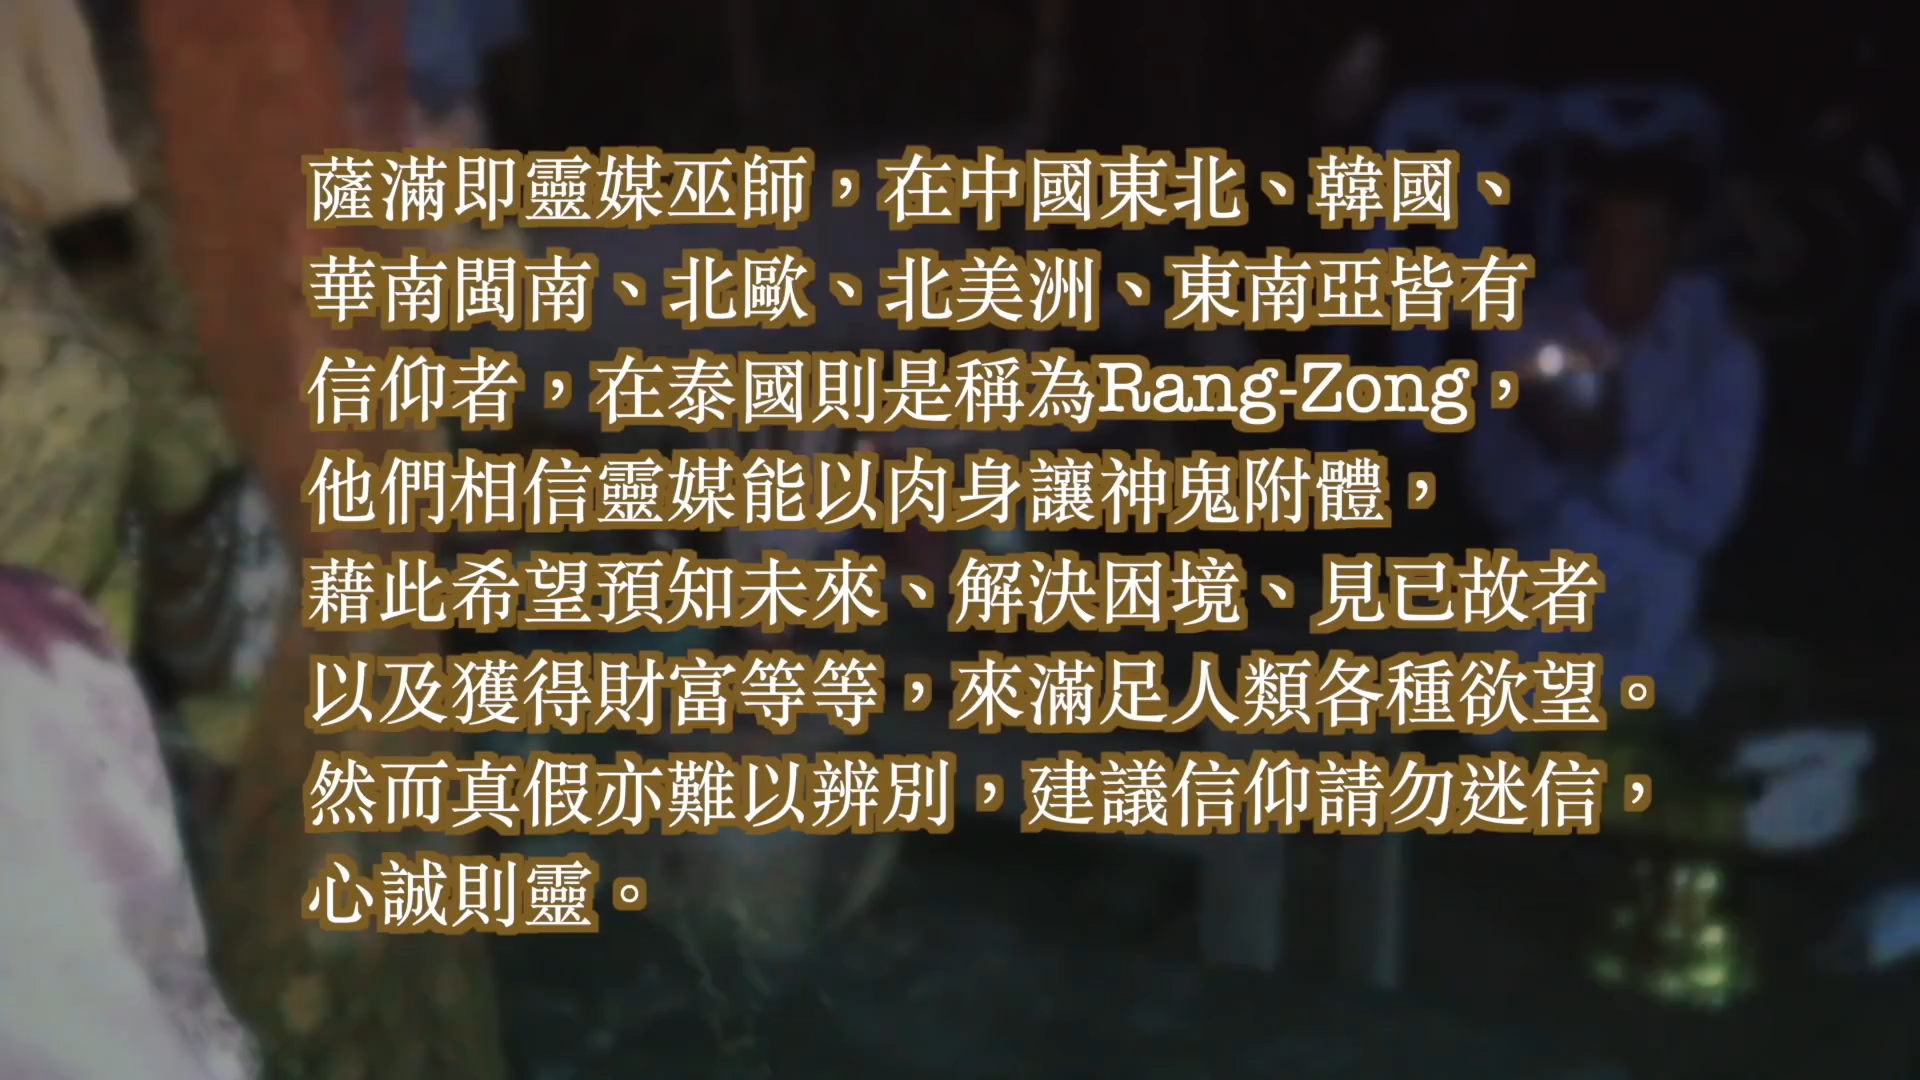 薩滿即靈媒巫師，在中國東北、韓國、
華南閩南、北歐、北美洲、東南亞皆有
信仰者，在泰國則是稱為Rang-Zong，
他們相信靈媒能以肉身讓神鬼附體，
藉此希望預知未來、解決困境、見已故者
以及獲得財富等等，來滿足人類各種欲望。
然而真假亦難以辨別，建議信仰請勿迷信，
心誠則靈。